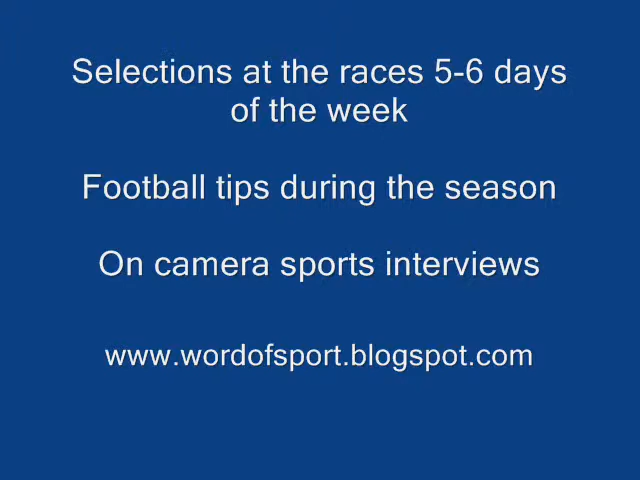 Selections at the races 5-6 days
of the week
Football tips during the season
On camera sports interviews
www.wordofsport.blogspot.com